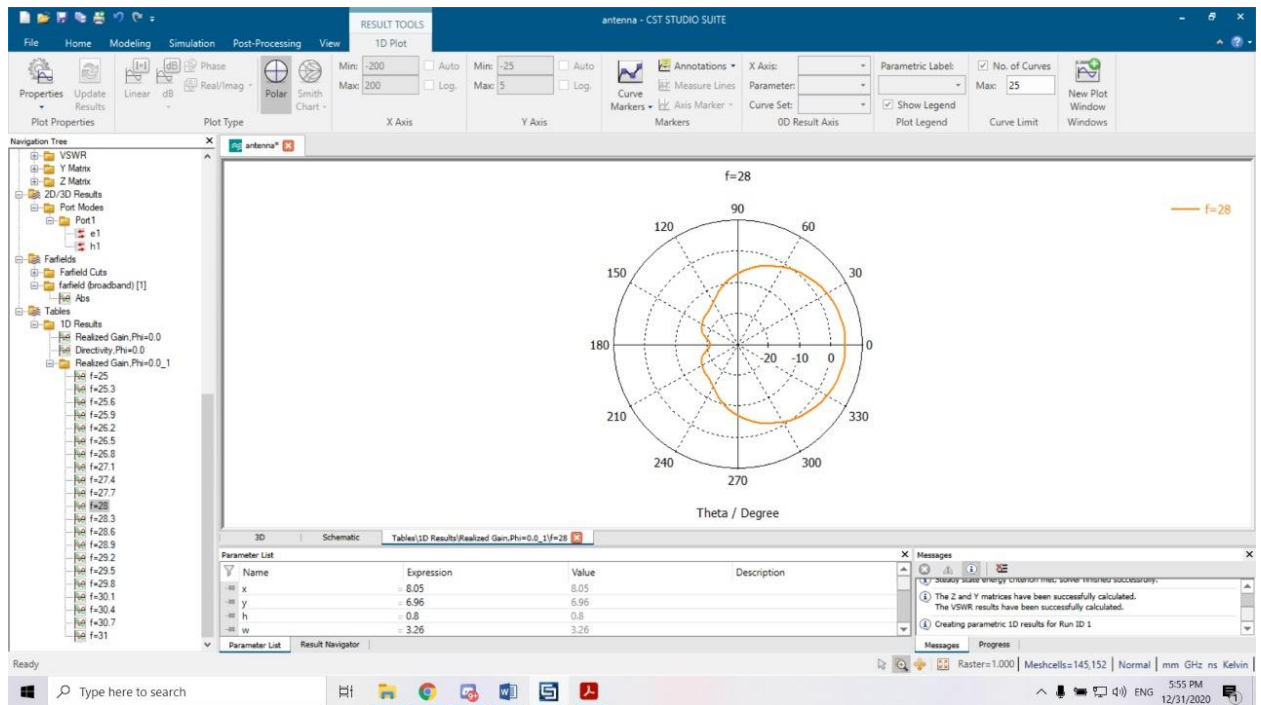 RESULT TOOLS
antenna - CST STUDIO SUITE
File Home Modeling Simulation Post-Processing View 1D Plot
Properties
Update Results
Linear
dB
Phase
Real/Imag
Polar
Smith Chart
Min: -200 Auto
Max: 200 Log.
Min: -25 Auto
Max: 5 Log.
Curve Markers
Annotations
Measure Lines
Axis Marker
X Axis:
Parameter:
Curve Set:
Parametric Label:
Show Legend
No. of Curves
Max: 25
New Plot Window
Plot Properties Plot Type X Axis Y Axis Markers 0D Result Axis Plot Legend Curve Limit Windows
Navigation Tree
VSWR
Y Matrix
Z Matrix
2D/3D Results
Port Modes
Port1
e1
h1
Farfields
Farfield Cuts
farfield (broadband) [1]
Abs
Tables
1D Results
Realized Gain,Phi=0.0
Directivity,Phi=0.0
Realized Gain,Phi=0.0_1
f=25
f=25.3
f=25.6
f=25.9
f=26.2
f=26.5
f=26.8
f=27.1
f=27.4
f=27.7
f=28
f=28.3
f=28.6
f=28.9
f=29.2
f=29.5
f=29.8
f=30.1
f=30.4
f=30.7
f=31
antenna*
f=28
f=28
90
120 60
150 30
180 -20 -10 0 0
210 330
240 300
270
Theta / Degree
3D Schematic Tables\1D Results\Realized Gain,Phi=0.0_1\f=28
Parameter List
Name Expression Value Description
x = 8.05 8.05
y = 6.96 6.96
h = 0.8 0.8
w = 3.26 3.26
Parameter List Result Navigator
Messages
Steady state energy criterion met, solver finished successfully.
The Z and Y matrices have been successfully calculated.
The VSWR results have been successfully calculated.
Creating parametric 1D results for Run ID 1
Messages Progress
Ready
Raster=1.000 Meshcells=145,152 Normal mm GHz ns Kelvin
Type here to search
ENG
5:55 PM
12/31/2020